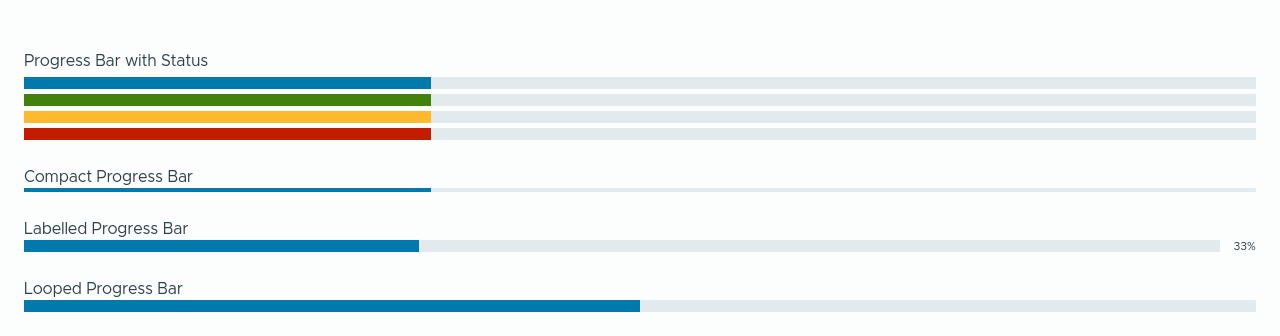 Progress Bar with Status
Compact Progress Bar
Labelled Progress Bar
33%
Looped Progress Bar